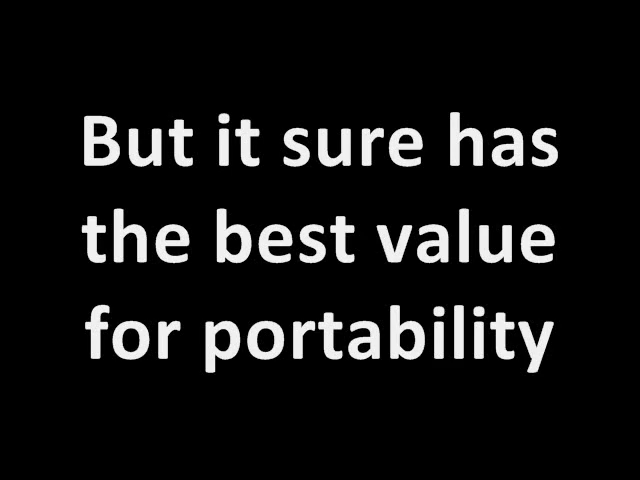 But it sure has
the best value
for portability